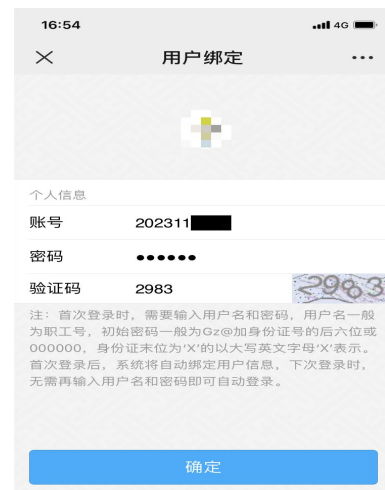 16:54 4G
用户绑定
个人信息
账号 202311
密码 ●●●●●●
验证码 2983 2983
注：首次登录时，需要输入用户名和密码，用户名一般
为职工号，初始密码一般为Gz@加身份证号的后六位或
000000，身份证末位为‘X’的以大写英文字母‘X’表示。
首次登录后，系统将自动绑定用户信息，下次登录时，
无需再输入用户名和密码即可自动登录。
确定